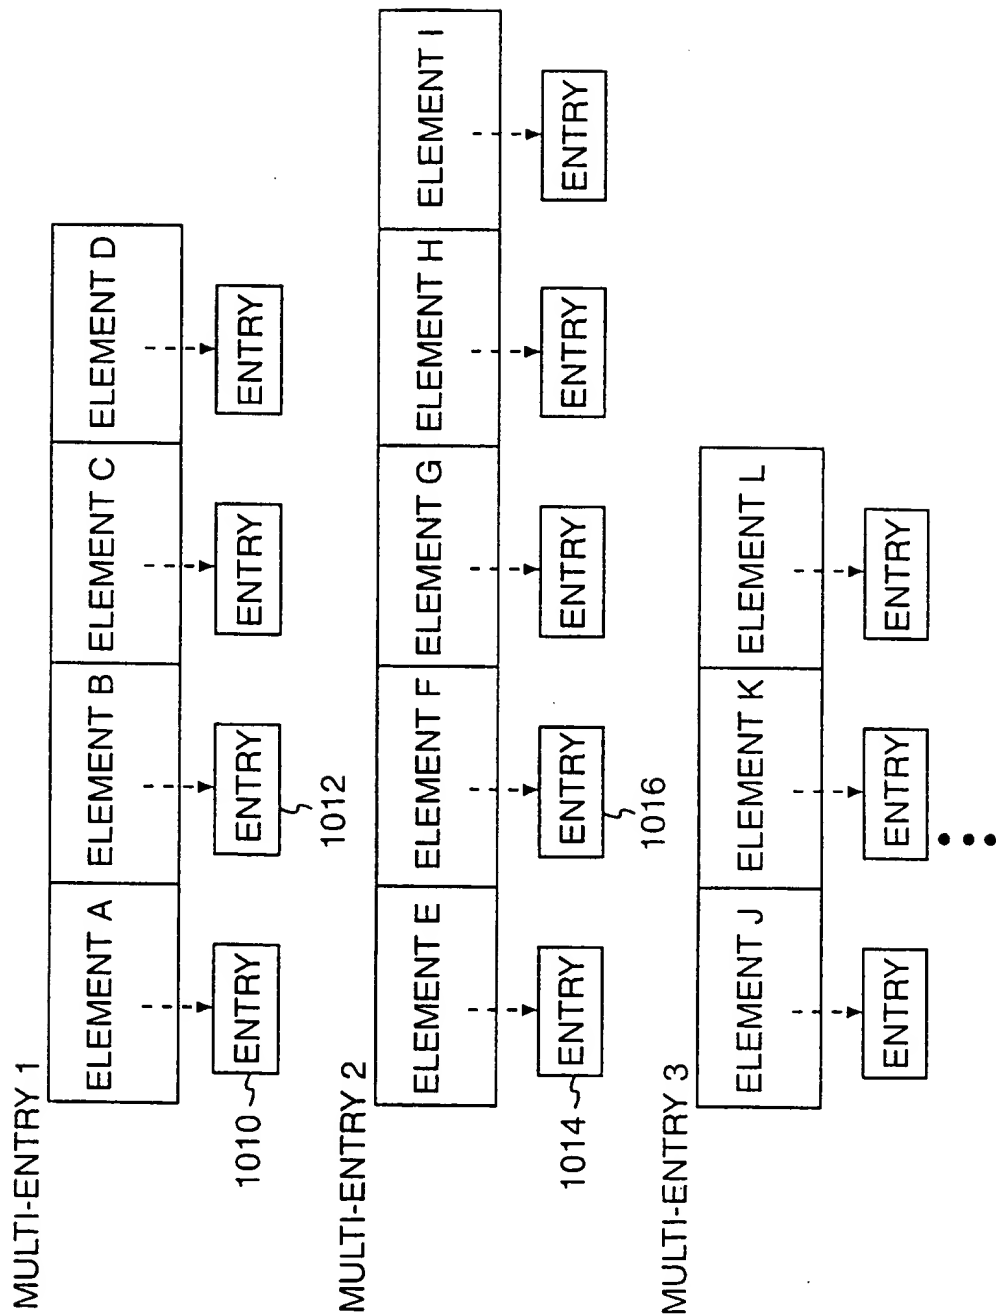 MULTI-ENTRY 1
ELEMENT A
ELEMENT B
ELEMENT C
ELEMENT D
1010
ENTRY
ENTRY
ENTRY
ENTRY
1012
MULTI-ENTRY 2
ELEMENT E
ELEMENT F
ELEMENT G
ELEMENT H
ELEMENT I
1014
ENTRY
ENTRY
ENTRY
ENTRY
ENTRY
1016
MULTI-ENTRY 3
ELEMENT J
ELEMENT K
ELEMENT L
ENTRY
ENTRY
ENTRY